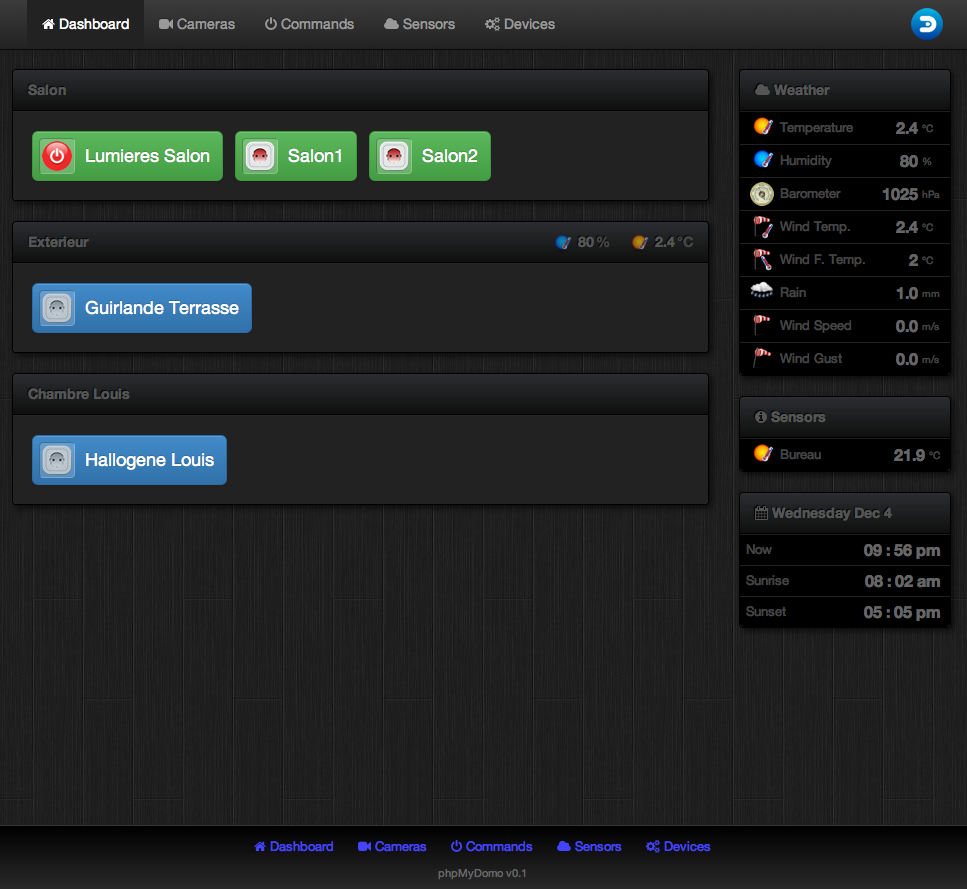 Dashboard Cameras Commands Sensors Devices
Salon
Lumieres Salon Salon1 Salon2
Exterieur 80 % 2.4 °C
Guirlande Terrasse
Chambre Louis
Hallogene Louis
Weather
Temperature 2.4 °C
Humidity 80 %
Barometer 1025 hPa
Wind Temp. 2.4 °C
Wind F. Temp. 2 °C
Rain 1.0 mm
Wind Speed 0.0 m/s
Wind Gust 0.0 m/s
Sensors
Bureau 21.9 °C
Wednesday Dec 4
Now 09 : 56 pm
Sunrise 08 : 02 am
Sunset 05 : 05 pm
Dashboard Cameras Commands Sensors Devices
phpMyDomo v0.1